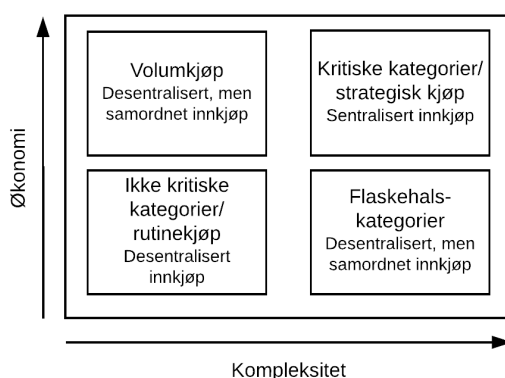 Økonomi
Volumkjøp
Desentralisert, men
samordnet innkjøp
Kritiske kategorier/
strategisk kjøp
Sentralisert innkjøp
Ikke kritiske
kategorier/
rutinekjøp
Desentralisert
innkjøp
Flaskehals-
kategorier
Desentralisert, men
samordnet innkjøp
Kompleksitet